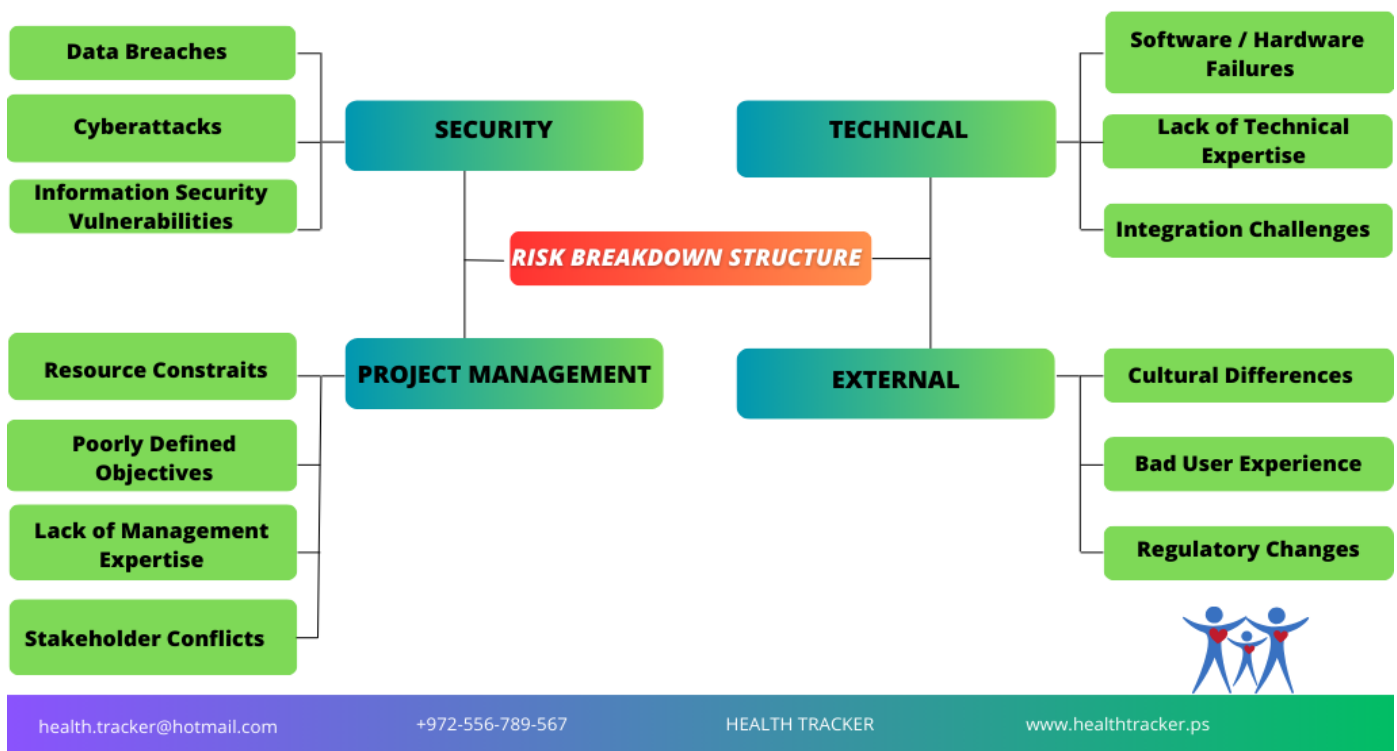 Data Breaches
Cyberattacks
Information Security
Vulnerabilities
SECURITY
TECHNICAL
Software / Hardware
Failures
Lack of Technical
Expertise
Integration Challenges
RISK BREAKDOWN STRUCTURE
Resource Constraits
Poorly Defined
Objectives
Lack of Management
Expertise
Stakeholder Conflicts
PROJECT MANAGEMENT
EXTERNAL
Cultural Differences
Bad User Experience
Regulatory Changes
health.tracker@hotmail.com
+972-556-789-567
HEALTH TRACKER
www.healthtracker.ps